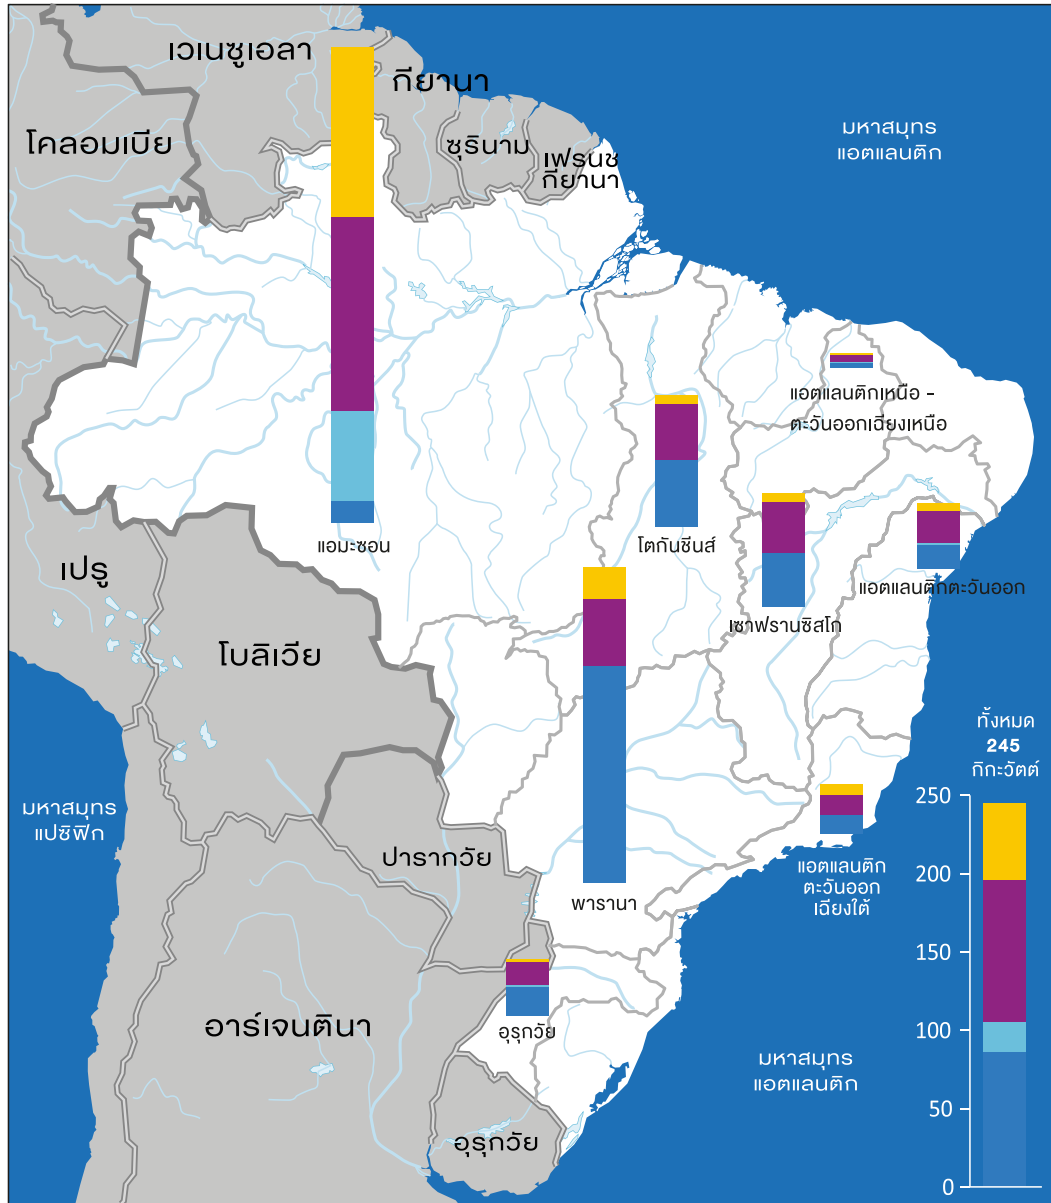 เวเนซูเอลา
กียานา
โคลอมเบีย
ซุรินาม
เฟรนช
กียานา
มหาสมุทร
แอตแลนติก
แอตแลนติกเหนือ -
ตะวันออกเฉียงเหนือ
แอมะซอน
โตกันชีนส์
แอตแลนติกตะวันออก
เปรู
เซาฟรานซิสโก
โบลิเวีย
ทั้งหมด
245
กิกะวัตต์
มหาสมุทร
แปซิฟิก
ปารากวัย
พารานา
แอตแลนติก
ตะวันออก
เฉียงใต้
250
200
150
100
50
0
อาร์เจนตินา
อุรุกวัย
มหาสมุทร
แอตแลนติก
อุรุกวัย